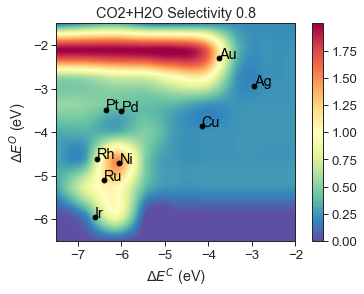 CO2+H2O Selectivity 0.8
ΔE^O (eV)
−2
−3
−4
−5
−6
Au
Ag
Pt Pd
Cu
Rh Ni
Ru
Ir
1.75
1.50
1.25
1.00
0.75
0.50
0.25
0.00
−7 −6 −5 −4 −3 −2
ΔE^C (eV)